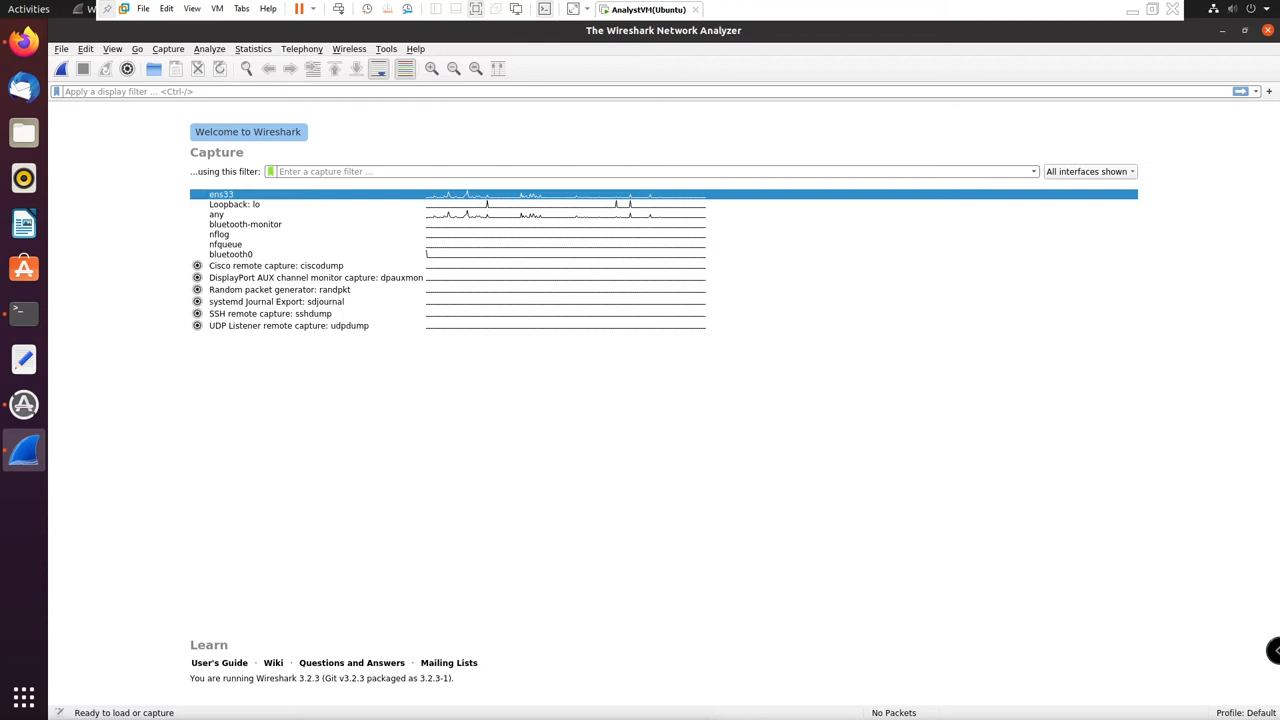 Activities
W
File Edit View VM Tabs Help
AnalystVM(Ubuntu)
The Wireshark Network Analyzer
File Edit View Go Capture Analyze Statistics Telephony Wireless Tools Help
Apply a display filter ... <Ctrl-/>
Welcome to Wireshark
Capture
...using this filter: Enter a capture filter ... All interfaces shown
ens33
Loopback: lo
any
bluetooth-monitor
nflog
nfqueue
bluetooth0
Cisco remote capture: ciscodump
DisplayPort AUX channel monitor capture: dpauxmon
Random packet generator: randpkt
systemd Journal Export: sdjournal
SSH remote capture: sshdump
UDP Listener remote capture: udpdump
Learn
User's Guide · Wiki · Questions and Answers · Mailing Lists
You are running Wireshark 3.2.3 (Git v3.2.3 packaged as 3.2.3-1).
Ready to load or capture No Packets Profile: Default